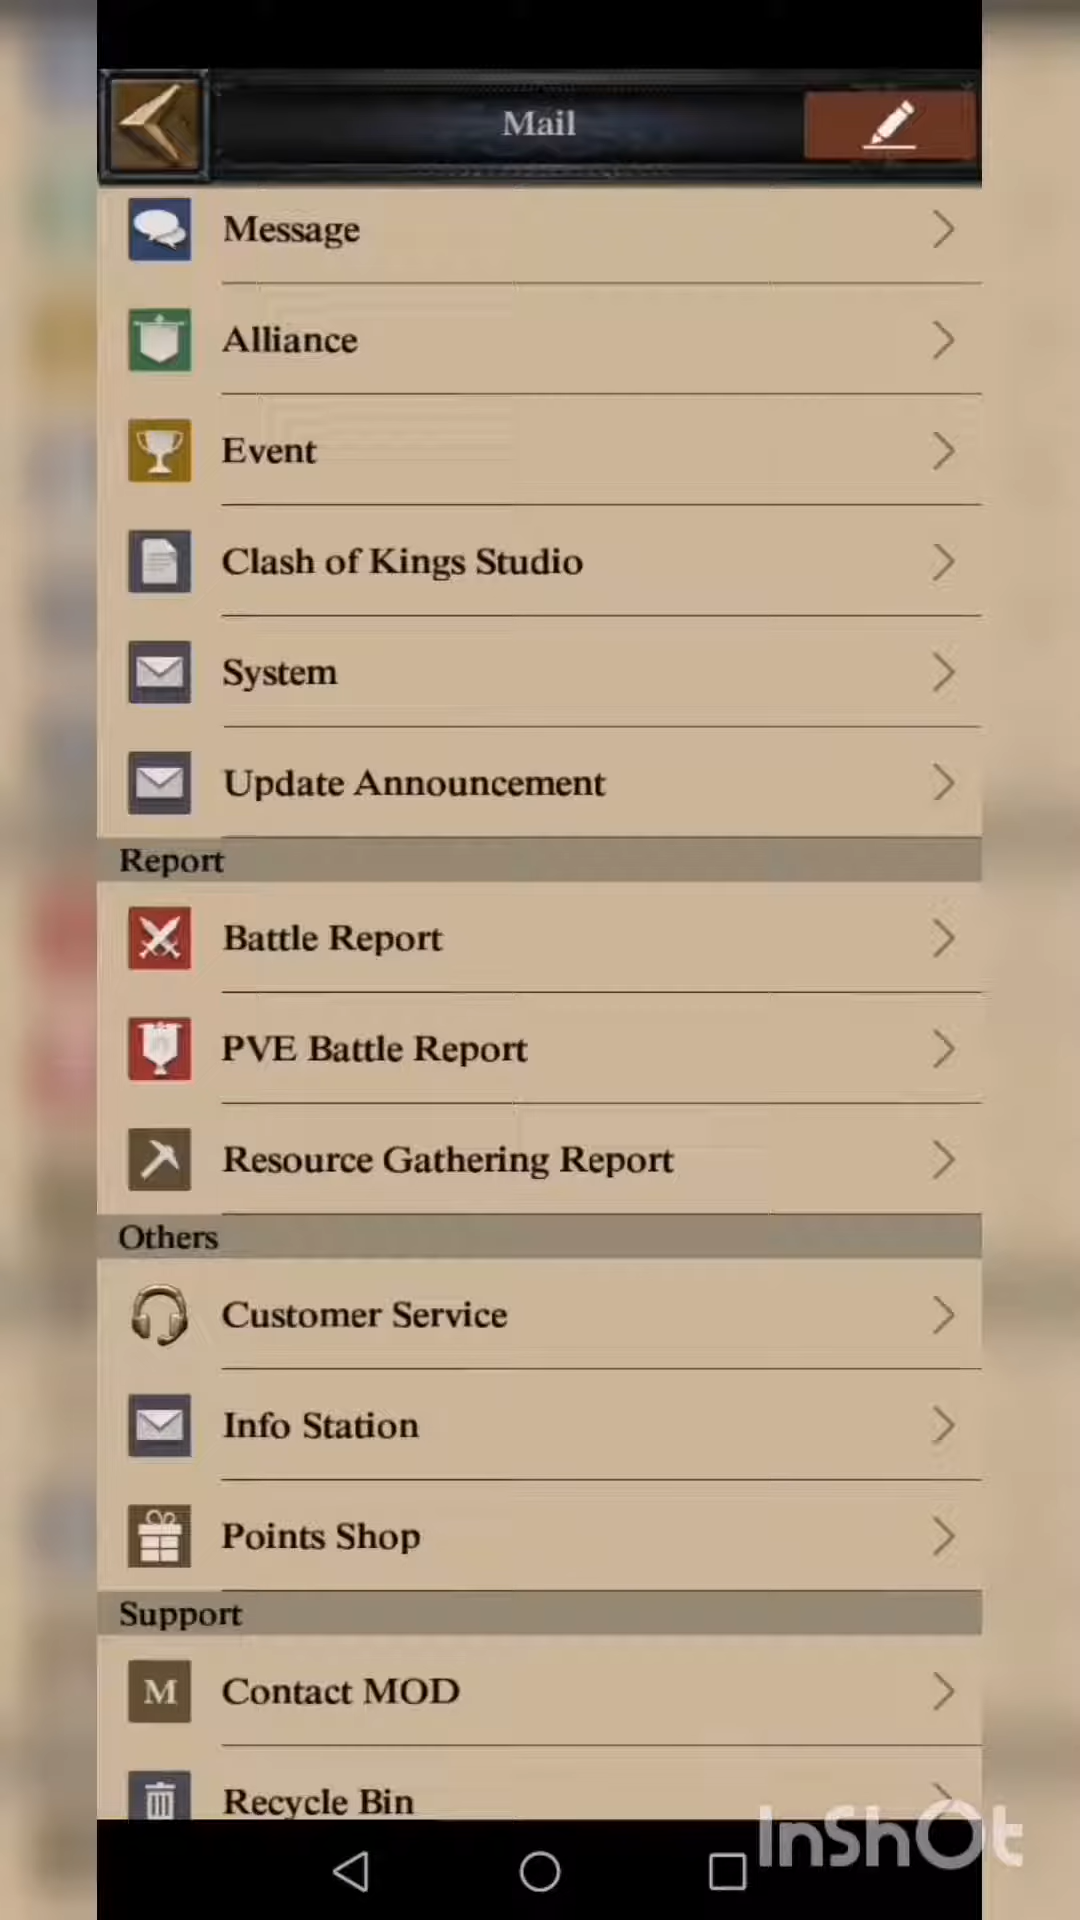 Mail
Message
Alliance
Event
Clash of Kings Studio
System
Update Announcement
Report
Battle Report
PVE Battle Report
Resource Gathering Report
Others
Customer Service
Info Station
Points Shop
Support
M
Contact MOD
Recycle Bin
InShOt